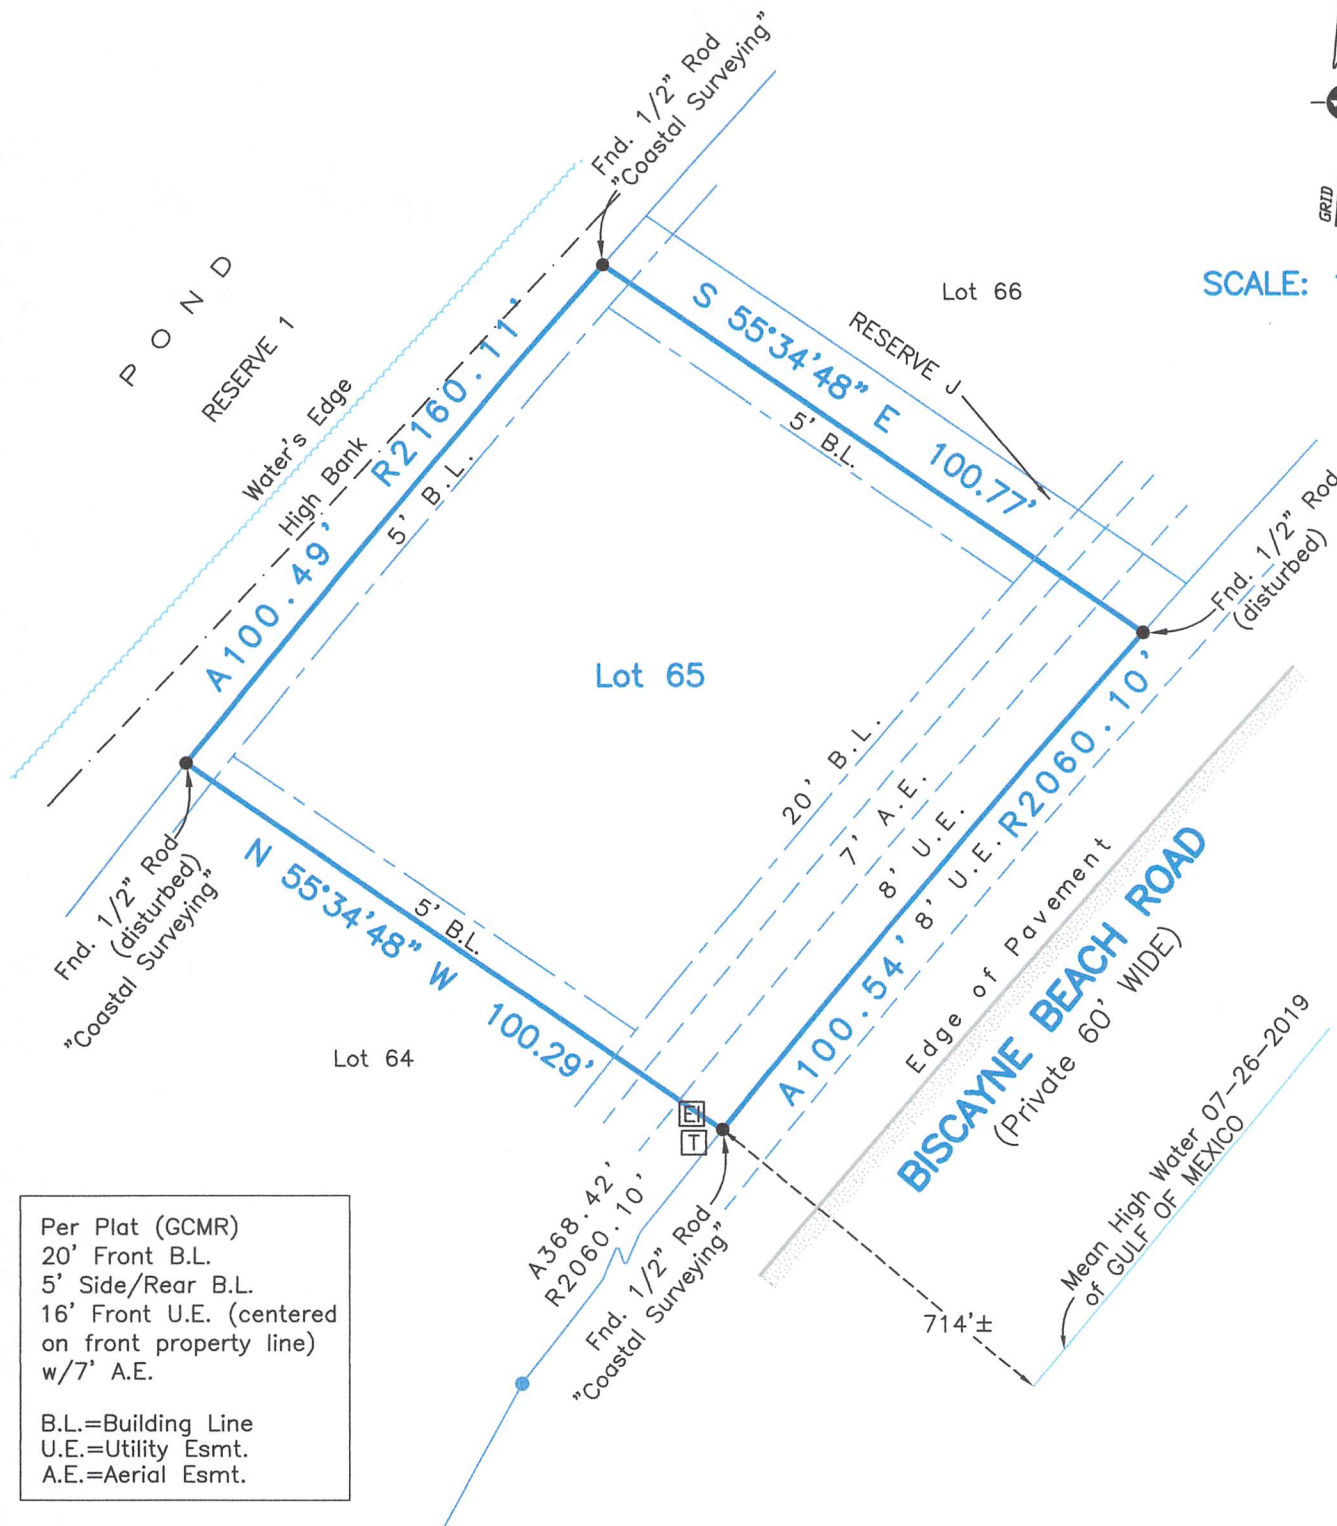 Fnd. 1/2" Rod
"Coastal Surveying"
GRID
SCALE:
POND
RESERVE 1
Water's Edge
High Bank
A100.49' R2160.11'
5' B.L.
S 55°34'48" E 100.77'
5' B.L.
Lot 66
RESERVE J
Fnd. 1/2" Rod
(disturbed)
Lot 65
20' B.L.
7' A.E.
8' U.E.
8' U.E.
A100.54' R2060.10'
Edge of Pavement
BISCAYNE BEACH ROAD
(Private 60' WIDE)
Fnd. 1/2" Rod
(disturbed)
"Coastal Surveying"
N 55°34'48" W 100.29'
5' B.L.
Lot 64
EI
T
A368.42'
R2060.10'
Fnd. 1/2" Rod
"Coastal Surveying"
714'±
Mean High Water 07-26-2019
of GULF OF MEXICO
Per Plat (GCMR)
20' Front B.L.
5' Side/Rear B.L.
16' Front U.E. (centered
on front property line)
w/7' A.E.
B.L.=Building Line
U.E.=Utility Esmt.
A.E.=Aerial Esmt.